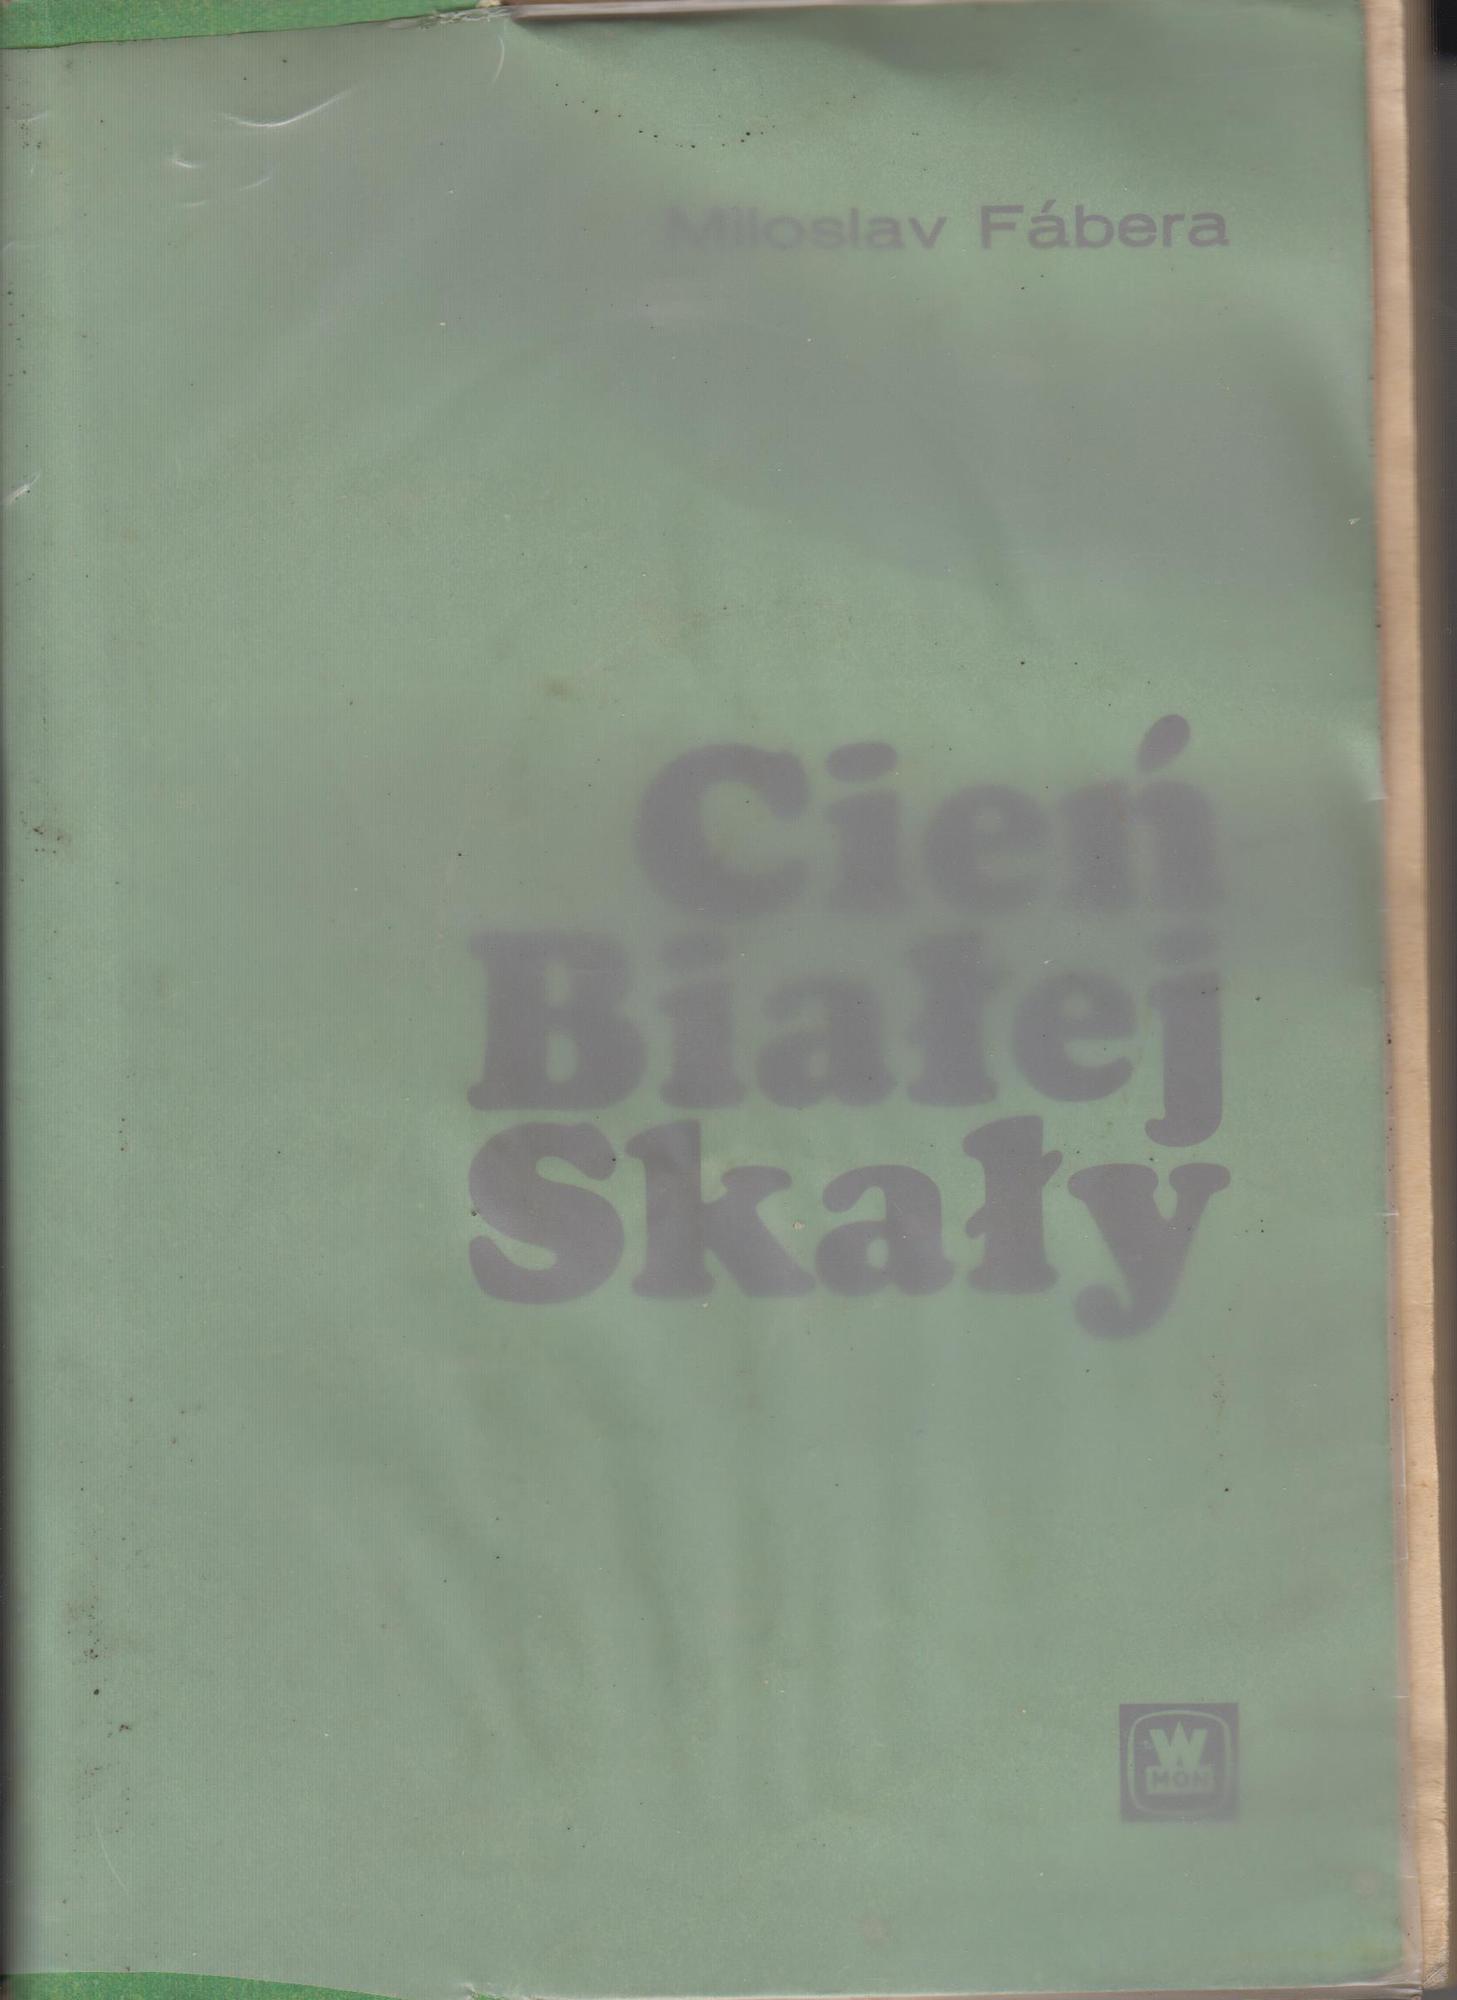 Miloslav Fábera
Cień
Białej
Skały
W
MON